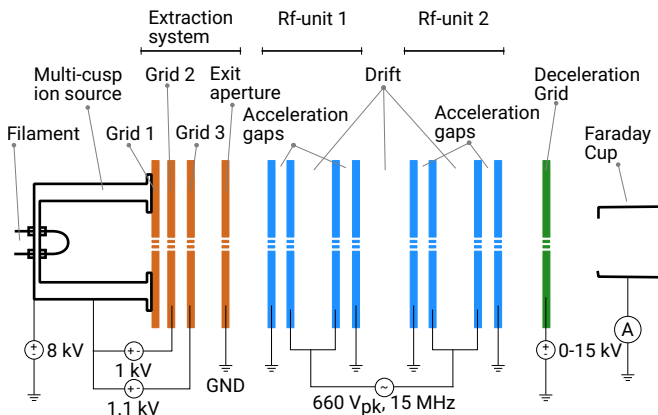 Extraction
system
Rf-unit 1
Rf-unit 2
Multi-cusp
ion source
Grid 2
Exit
aperture
Drift
Deceleration
Grid
Filament
Grid 1
Grid 3
Acceleration
gaps
Acceleration
gaps
Faraday
Cup
+
-
8 kV
+ -
1 kV
+ -
1.1 kV
GND
~
660 Vpk, 15 MHz
+
-
0-15 kV
A